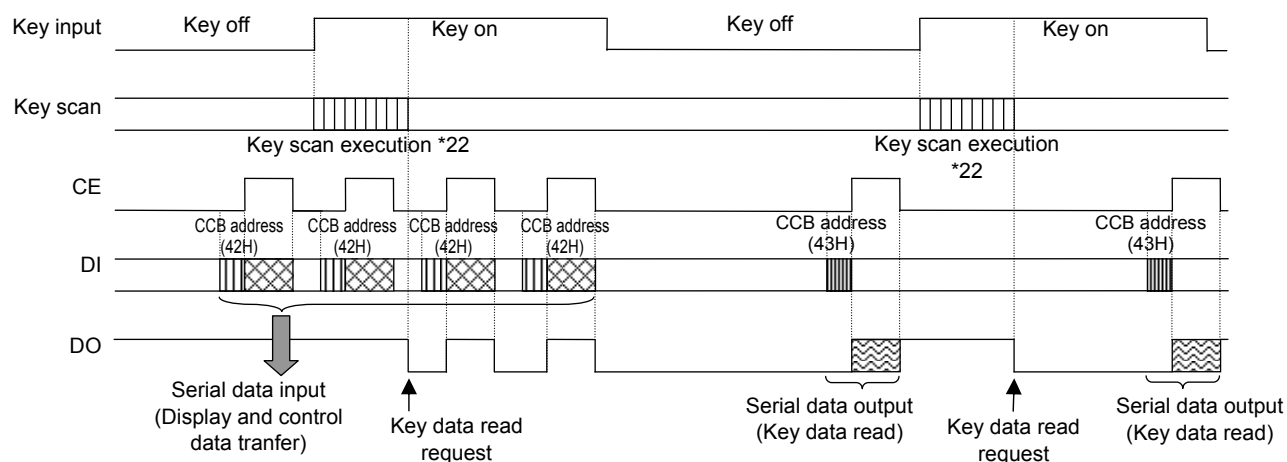 Key input
Key off
Key on
Key off
Key on
Key scan
Key scan execution *22
Key scan execution
*22
CE
CCB address
(42H)
CCB address
(42H)
CCB address
(42H)
CCB address
(42H)
CCB address
(43H)
CCB address
(43H)
DI
DO
Serial data input
(Display and control
data tranfer)
Key data read
request
Serial data output
(Key data read)
Key data read
request
Serial data output
(Key data read)